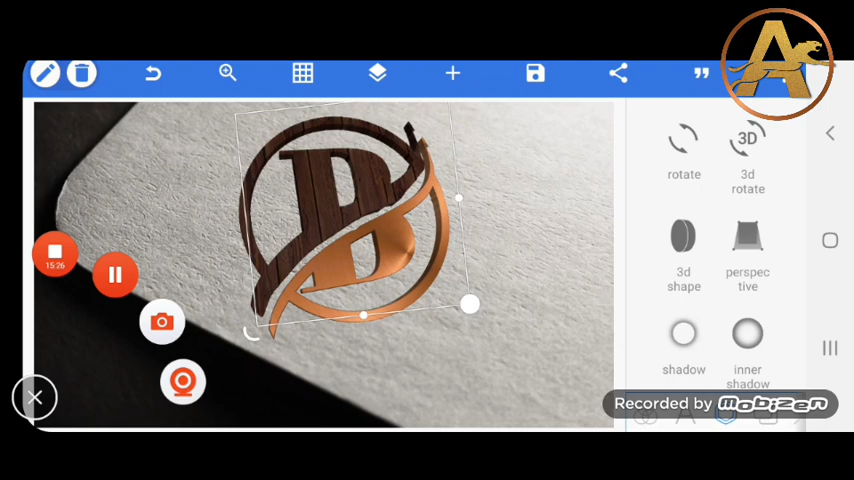 A
rotate
3D
3d
rotate
3d
shape
perspec
tive
shadow
inner
shadow
B
15:26
Recorded by MOBIZEN
A